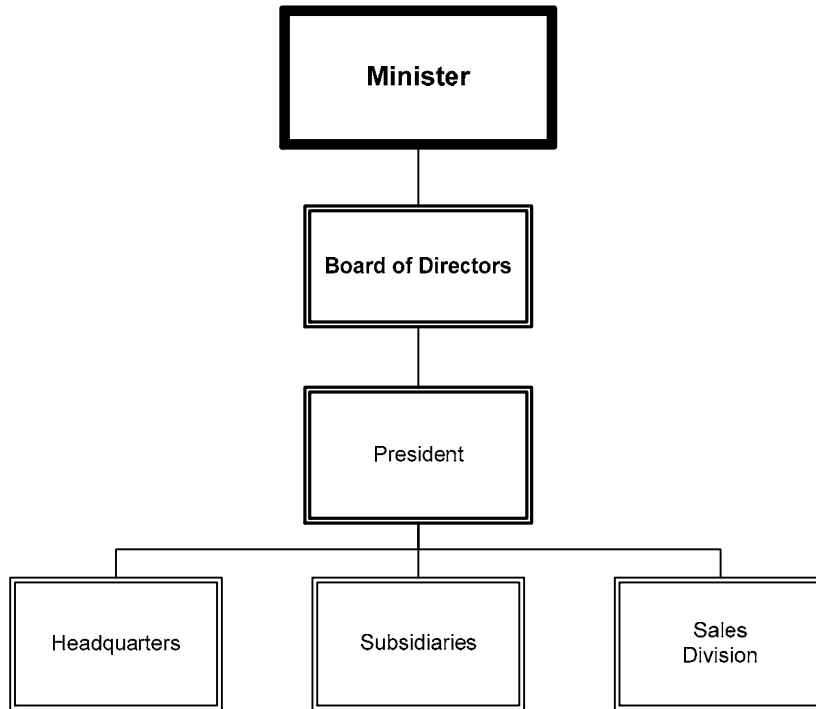 Minister
Board of Directors
President
Headquarters
Subsidiaries
Sales
Division